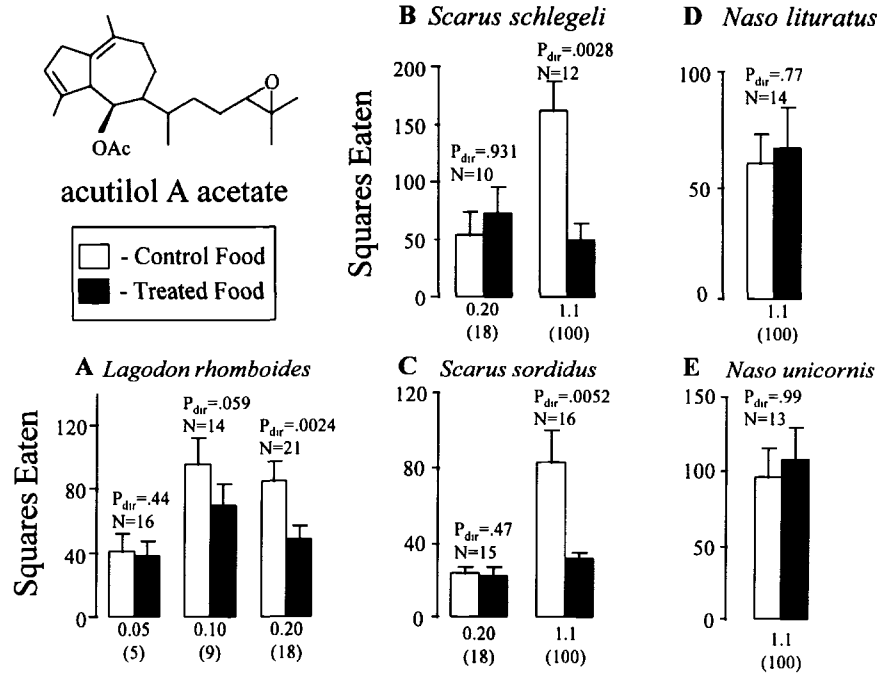 O
OAc
acutilol A acetate
- Control Food
- Treated Food
A Lagodon rhomboides
Squares Eaten
120
80
40
0
P_dir=.44
N=16
P_dir=.059
N=14
P_dir=.0024
N=21
0.05
(5)
0.10
(9)
0.20
(18)
B Scarus schlegeli
Squares Eaten
200
150
100
50
0
P_dir=.931
N=10
P_dir=.0028
N=12
0.20
(18)
1.1
(100)
C Scarus sordidus
120
80
40
0
P_dir=.47
N=15
P_dir=.0052
N=16
0.20
(18)
1.1
(100)
D Naso lituratus
100
50
0
P_dir=.77
N=14
1.1
(100)
E Naso unicornis
150
100
50
0
P_dir=.99
N=13
1.1
(100)